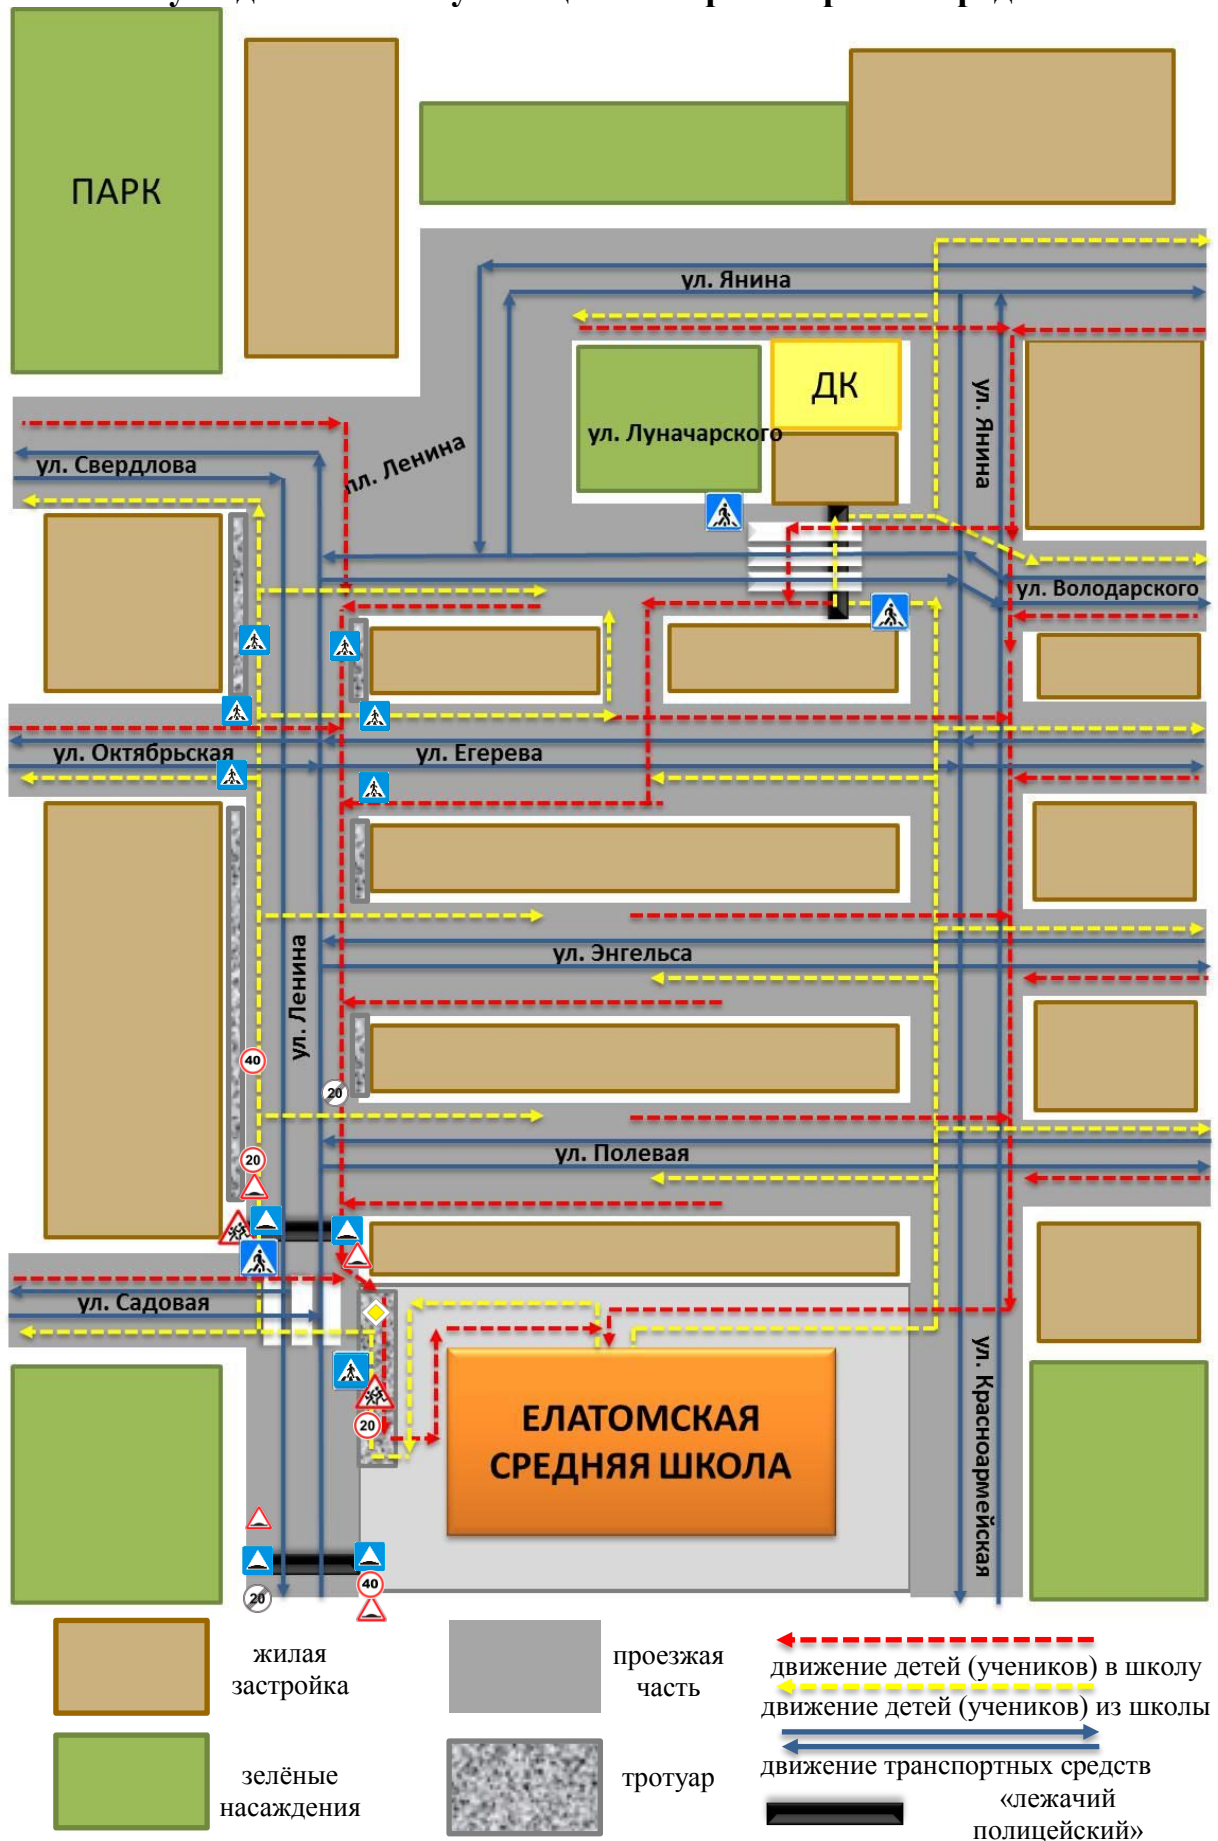 ПАРК
ул. Янина
ДК
ул. Янина
ул. Луначарского
пл. Ленина
ул. Свердлова
ул. Володарского
ул. Октябрьская
ул. Егерева
ул. Энгельса
ул. Ленина
40
20
ул. Полевая
20
ул. Садовая
ул. Красноармейская
ЕЛАТОМСКАЯ
СРЕДНЯЯ ШКОЛА
20
40
20
жилая
застройка
проезжая
часть
движение детей (учеников) в школу
движение детей (учеников) из школы
зелёные
насаждения
тротуар
движение транспортных средств
«лежачий
полицейский»